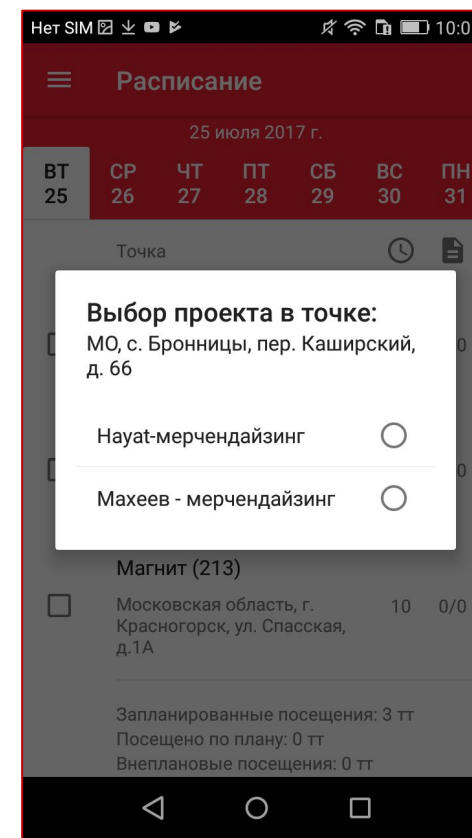 Нет SIM 10:0
Расписание
25 июля 2017 г.
ВТ СР ЧТ ПТ СБ ВС ПН
25 26 27 28 29 30 31
Точка
Выбор проекта в точке:
МО, с. Бронницы, пер. Каширский,
д. 66
Hayat-мерчендайзинг
Махеев - мерчендайзинг
Магнит (213)
Московская область, г. 10 0/0
Красногорск, ул. Спасская,
д.1А
Запланированные посещения: 3 тт
Посещено по плану: 0 тт
Внеплановые посещения: 0 тт